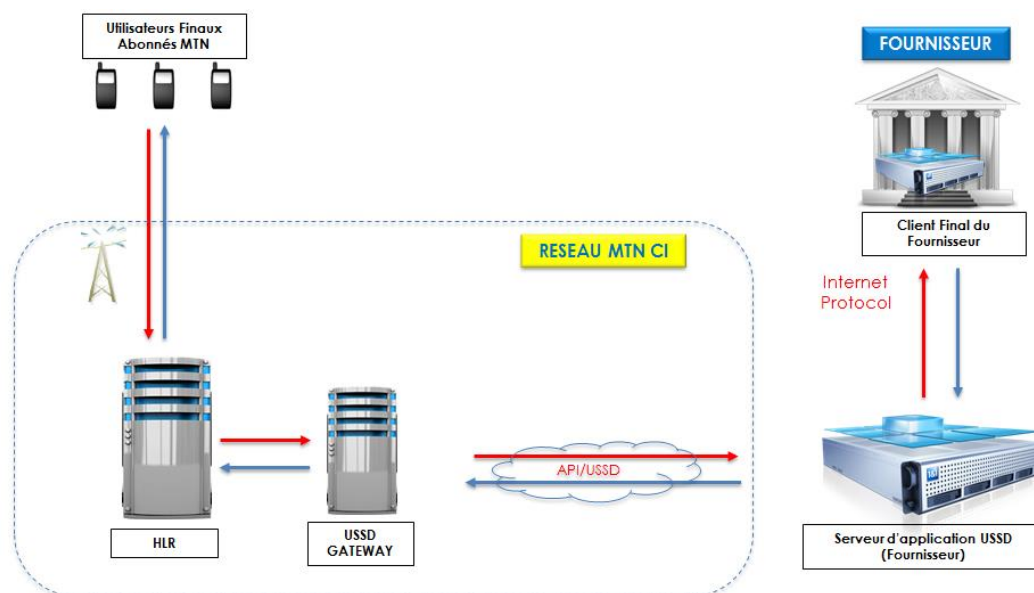 Utilisateurs Finaux
Abonnés MTN
FOURNISSEUR
Client Final du
Fournisseur
RESEAU MTN CI
Internet
Protocol
API/USSD
HLR
USSD
GATEWAY
Serveur d'application USSD
(Fournisseur)